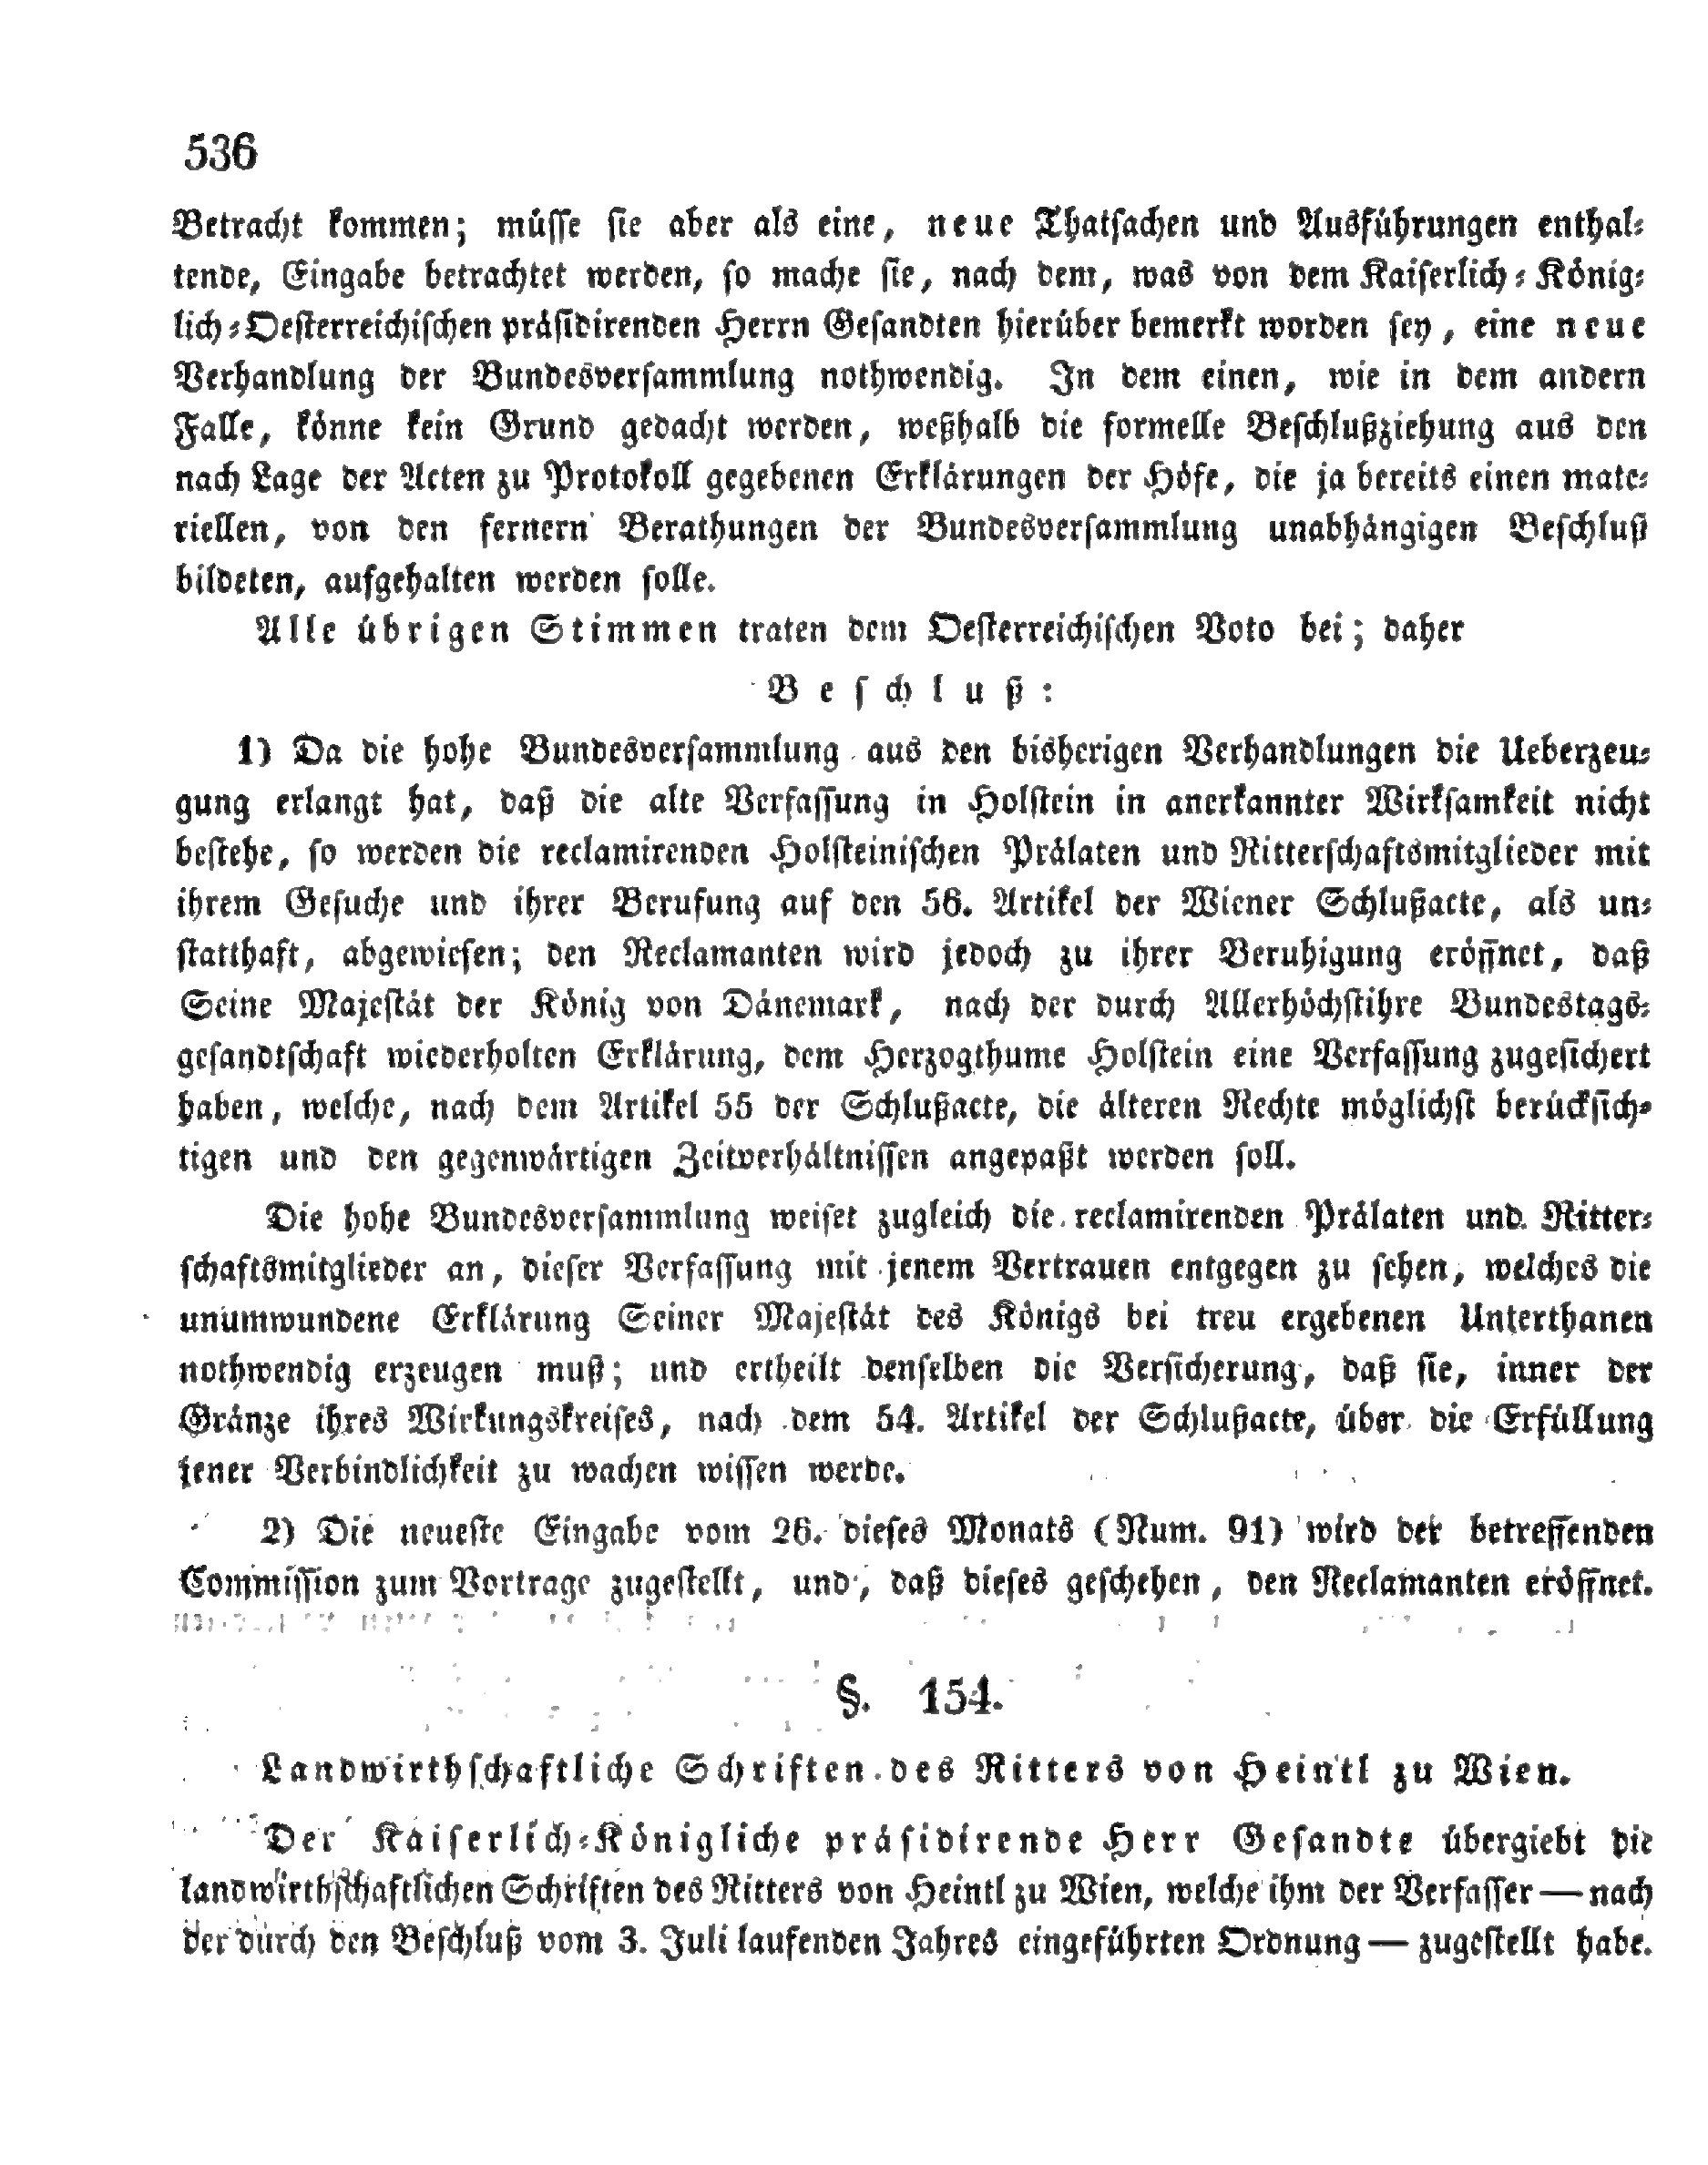 536
Betracht kommen; müsse sie aber als eine, neue Thatsachen und Ausführungen enthal-
tende, Eingabe betrachtet werden, so mache sie, nach dem, was von dem Kaiserlich-König-
lich-Oesterreichischen präsidirenden Herrn Gesandten hierüber bemerkt worden sey, eine neue
Verhandlung der Bundesversammlung nothwendig. In dem einen, wie in dem andern
Falle, könne kein Grund gedacht werden, weßhalb die formelle Beschlußziehung aus den
nach Lage der Acten zu Protokoll gegebenen Erklärungen der Höfe, die ja bereits einen mate-
riellen, von den fernern Berathungen der Bundesversammlung unabhängigen Beschluß
bildeten, aufgehalten werden solle.
Alle übrigen Stimmen traten dem Oesterreichischen Voto bei; daher
Beschluß:
1) Da die hohe Bundesversammlung aus den bisherigen Verhandlungen die Ueberzeu-
gung erlangt hat, daß die alte Verfassung in Holstein in anerkannter Wirksamkeit nicht
bestehe, so werden die reclamirenden Holsteinischen Prälaten und Ritterschaftsmitglieder mit
ihrem Gesuche und ihrer Berufung auf den 56. Artikel der Wiener Schlußacte, als un-
statthaft, abgewiesen; den Reclamanten wird jedoch zu ihrer Beruhigung eröffnet, daß
Seine Majestät der König von Dänemark, nach der durch Allerhöchstihre Bundestags-
gesandtschaft wiederholten Erklärung, dem Herzogthume Holstein eine Verfassung zugesichert
haben, welche, nach dem Artikel 55 der Schlußacte, die älteren Rechte möglichst berücksich-
tigen und den gegenwärtigen Zeitverhältnissen angepaßt werden soll.
Die hohe Bundesversammlung weiset zugleich die reclamirenden Prälaten und Ritter-
schaftsmitglieder an, dieser Verfassung mit jenem Vertrauen entgegen zu sehen, welches die
unumwundene Erklärung Seiner Majestät des Königs bei treu ergebenen Unterthanen
nothwendig erzeugen muß; und ertheilt denselben die Versicherung, daß sie, inner der
Gränze ihres Wirkungskreises, nach dem 54. Artikel der Schlußacte, über die Erfüllung
jener Verbindlichkeit zu wachen wissen werde.
2) Die neueste Eingabe vom 26. dieses Monats (Num. 91) wird der betreffenden
Commission zum Vortrage zugestellt, und, daß dieses geschehen, den Reclamanten eröffnet.
§. 154.
Landwirthschaftliche Schriften des Ritters von Heintl zu Wien.
Der Kaiserlich-Königliche präsidirende Herr Gesandte übergiebt die
landwirthschaftlichen Schriften des Ritters von Heintl zu Wien, welche ihm der Verfasser — nach
der durch den Beschluß vom 3. Juli laufenden Jahres eingeführten Ordnung — zugestellt habe.